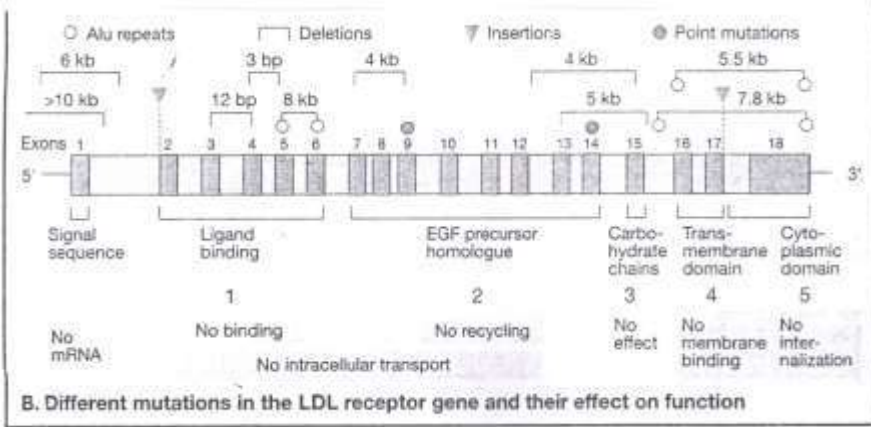 Alu repeats Deletions Insertions Point mutations
6 kb 3 bp 4 kb 4 kb 5.5 kb
>10 kb 12 bp 8 kb 5 kb 7.8 kb
Exons 1 2 3 4 5 6 7 8 9 10 11 12 13 14 15 16 17 18
5' 3'
Signal Ligand EGF precursor Carbo- Trans- Cyto-
sequence binding homologue hydrate membrane plasmic
chains domain domain
1 2 3 4 5
No No binding No recycling No No No
mRNA effect membrane inter-
No intracellular transport binding nalization
B. Different mutations in the LDL receptor gene and their effect on function